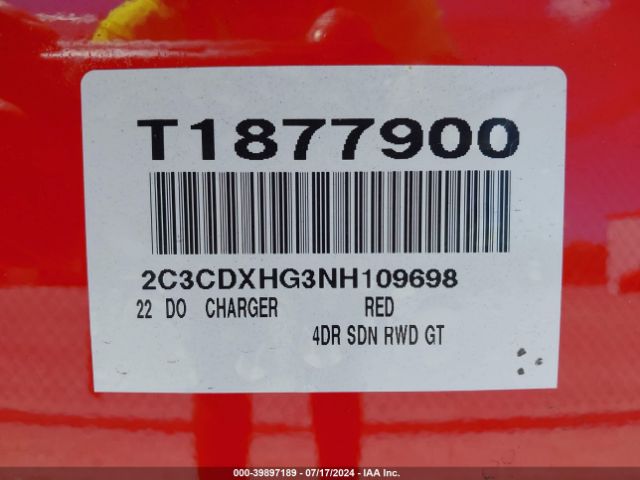 T1877900
2C3CDXHG3NH109698
22 DO CHARGER RED
4DR SDN RWD GT
000-39897189 - 07/17/2024 - IAA Inc.